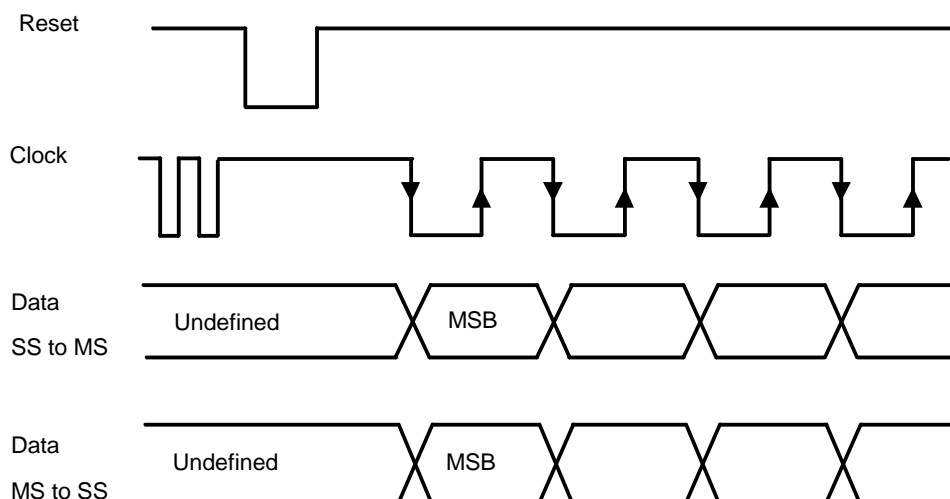 Reset
Clock
Data
SS to MS
Undefined
MSB
Data
MS to SS
Undefined
MSB